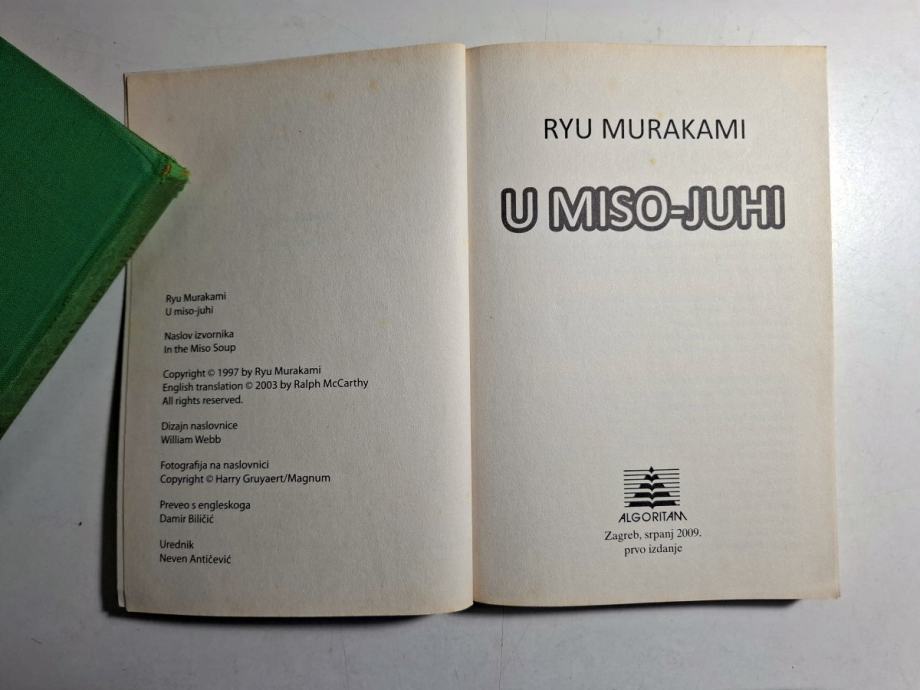 Ryu Murakami
U miso-juhi
Naslov izvornika
In the Miso Soup
Copyright © 1997 by Ryu Murakami
English translation © 2003 by Ralph McCarthy
All rights reserved.
Dizajn naslovnice
William Webb
Fotografija na naslovnici
Copyright © Harry Gruyaert/Magnum
Preveo s engleskoga
Damir Biličić
Urednik
Neven Antičević
RYU MURAKAMI
U MISO-JUHI
ALGORITAM
Zagreb, srpanj 2009.
prvo izdanje